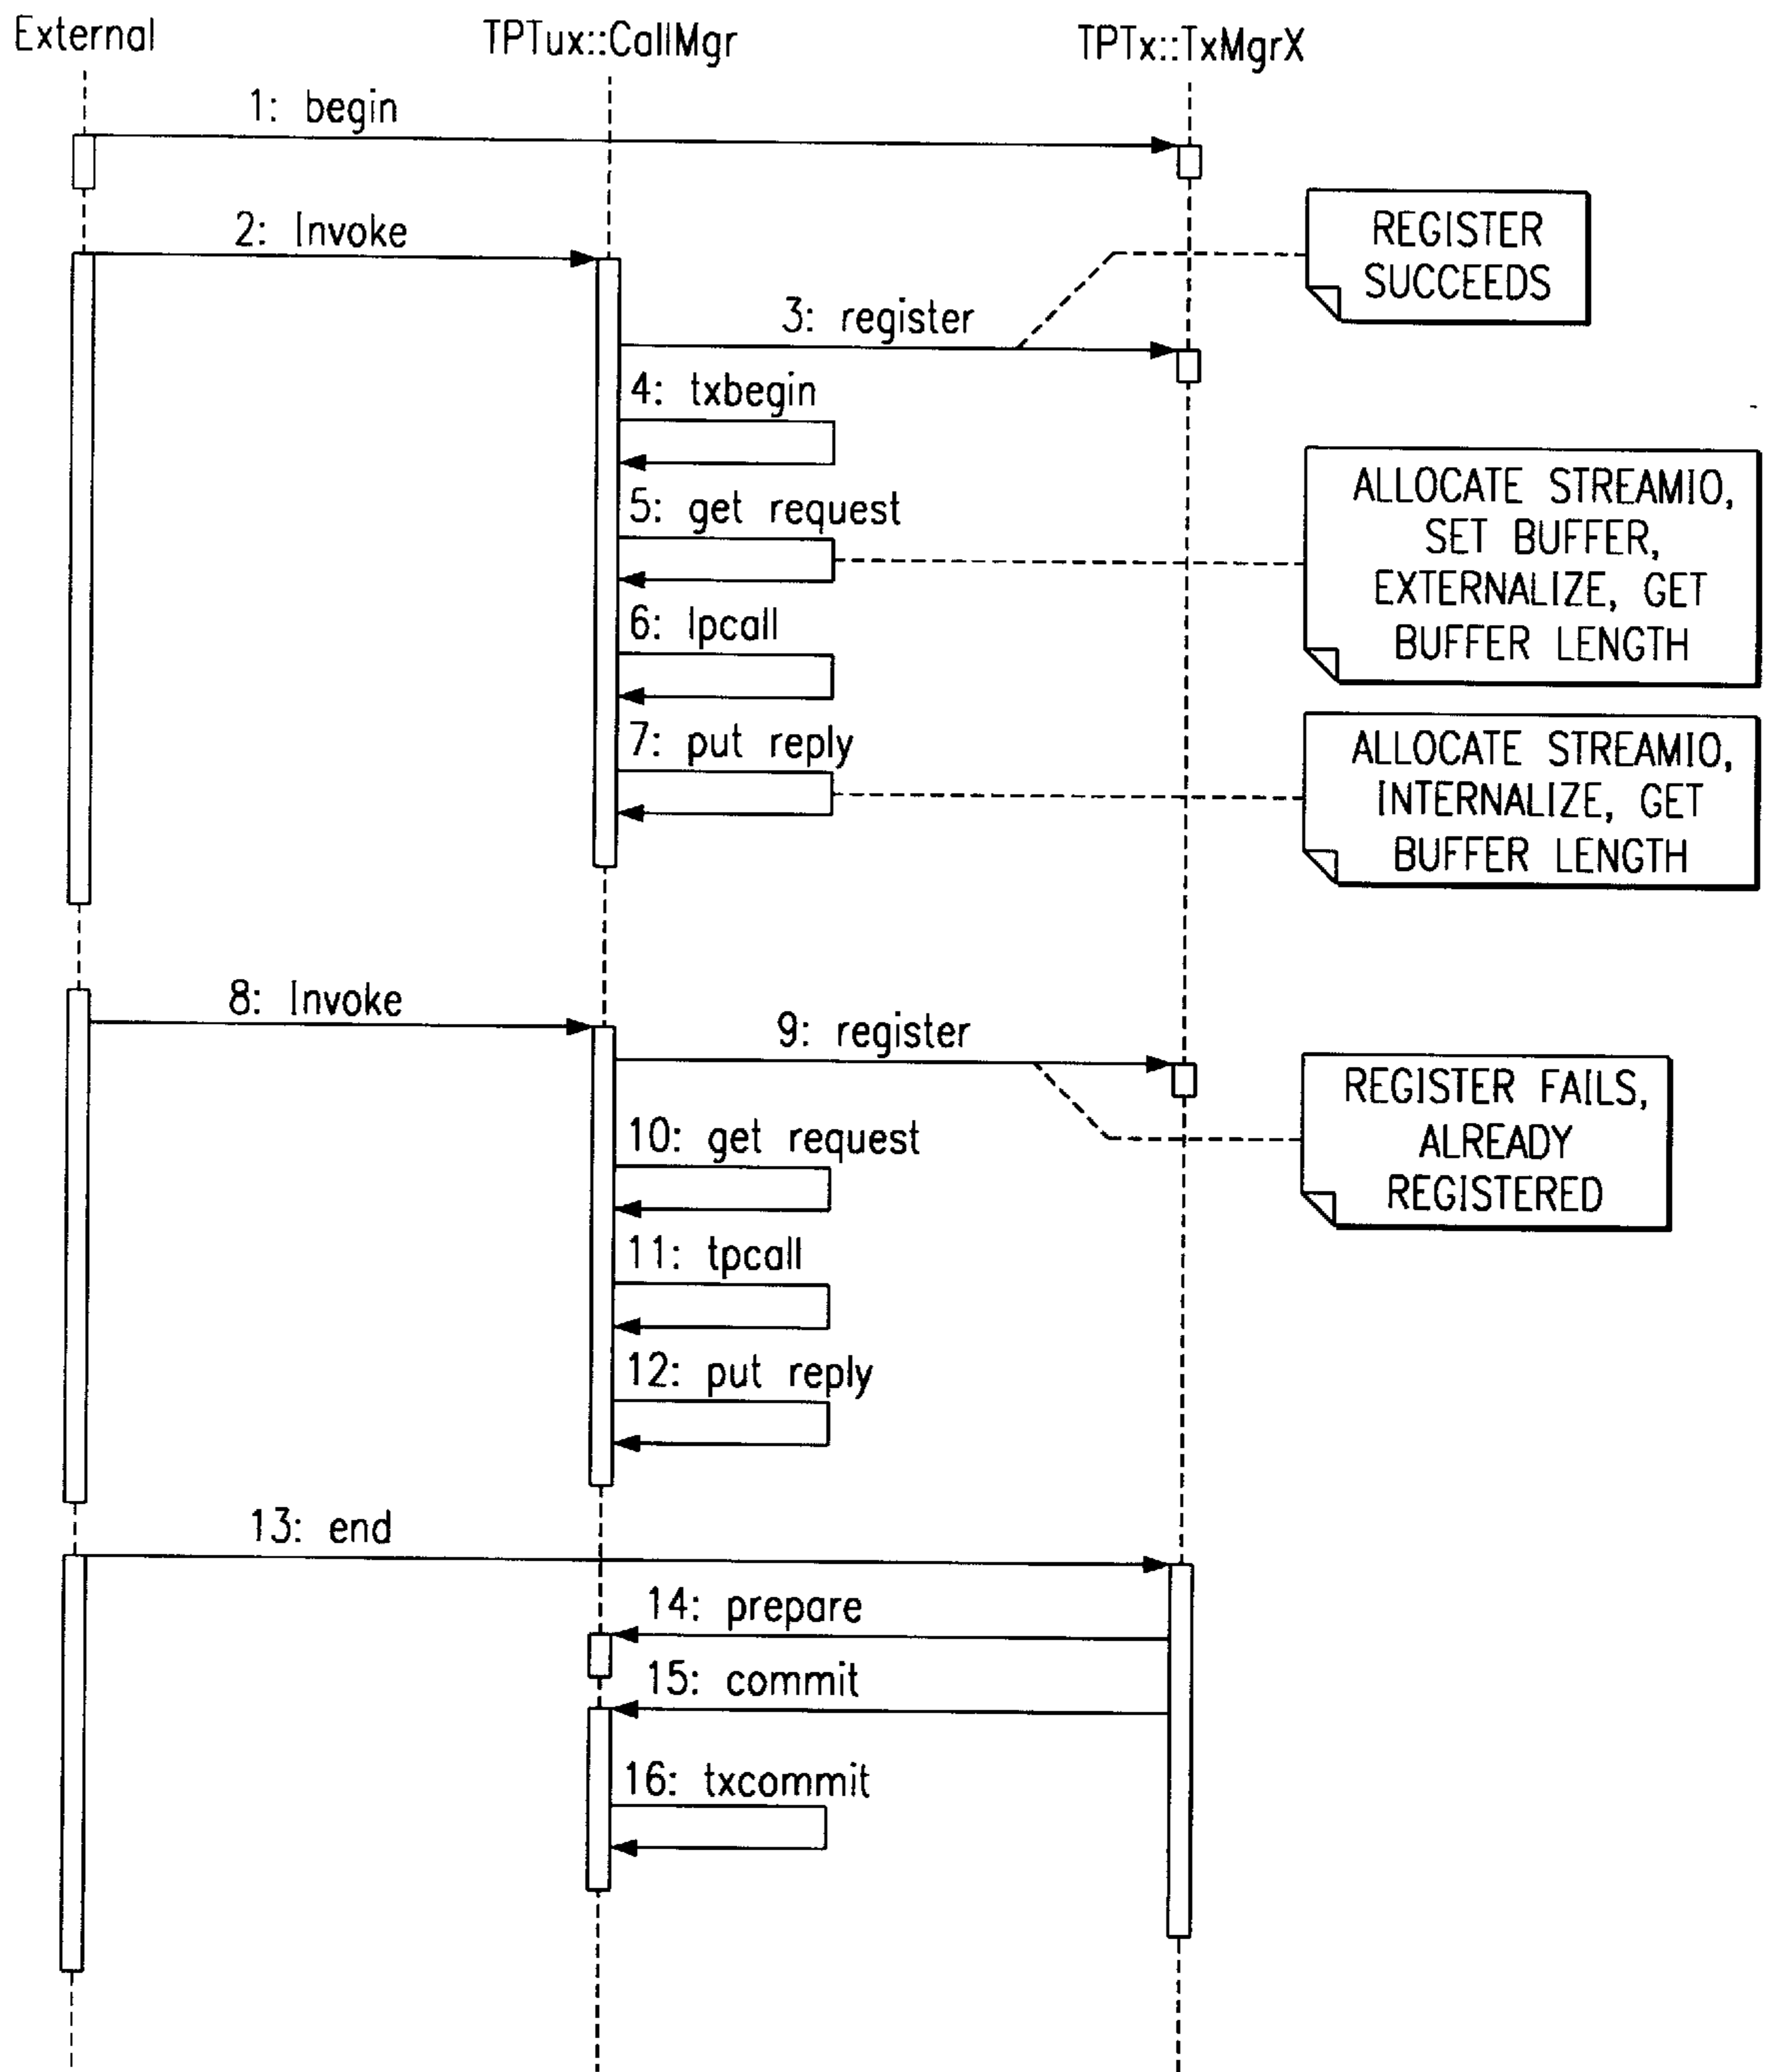 External
TPTux::CallMgr
TPTx::TxMgrX
1: begin
2: Invoke
REGISTER
SUCCEEDS
3: register
4: txbegin
ALLOCATE STREAMIO,
SET BUFFER,
EXTERNALIZE, GET
BUFFER LENGTH
5: get request
6: lpcall
7: put reply
ALLOCATE STREAMIO,
INTERNALIZE, GET
BUFFER LENGTH
8: Invoke
9: register
REGISTER FAILS,
ALREADY
REGISTERED
10: get request
11: tpcall
12: put reply
13: end
14: prepare
15: commit
16: txcommit